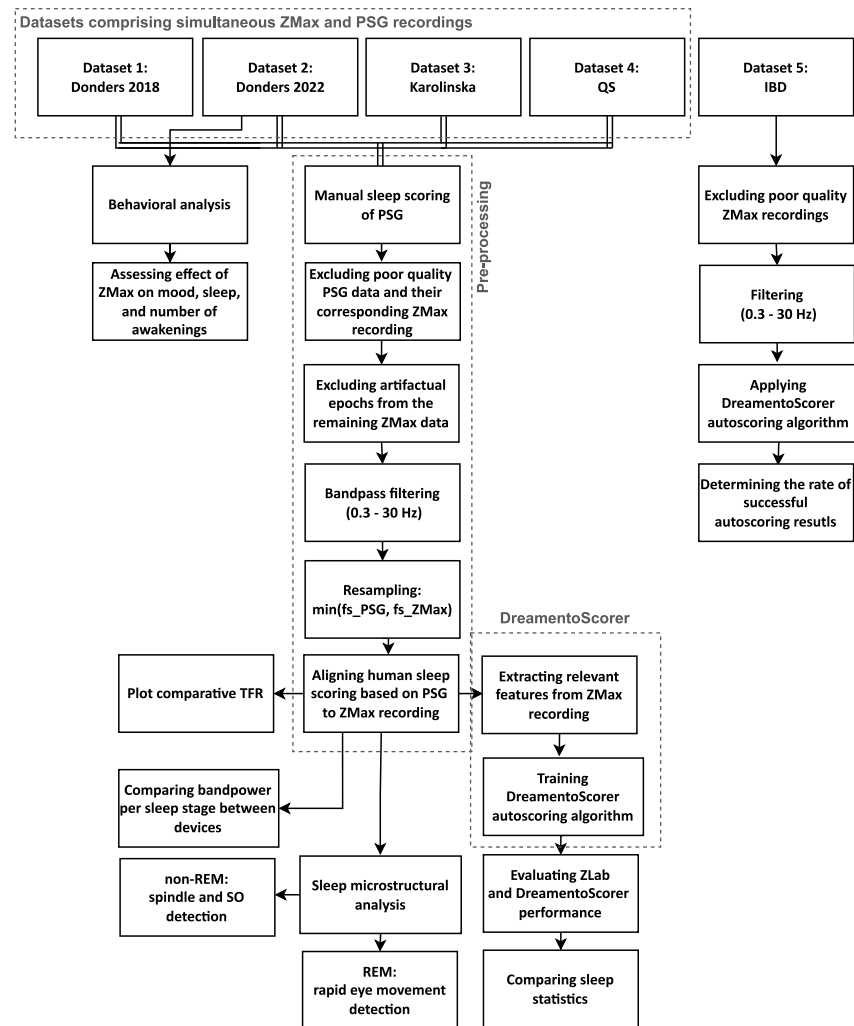 Datasets comprising simultaneous ZMax and PSG recordings
Dataset 1:
Donders 2018
Dataset 2:
Donders 2022
Dataset 3:
Karolinska
Dataset 4:
QS
Dataset 5:
IBD
Behavioral analysis
Assessing effect of
ZMax on mood, sleep,
and number of
awakenings
Pre-processing
Manual sleep scoring
of PSG
Excluding poor quality
PSG data and their
corresponding ZMax
recording
Excluding artifactual
epochs from the
remaining ZMax data
Bandpass filtering
(0.3 - 30 Hz)
Resampling:
min(fs_PSG, fs_ZMax)
Aligning human sleep
scoring based on PSG
to ZMax recording
Excluding poor quality
ZMax recordings
Filtering
(0.3 - 30 Hz)
Applying
DreamentoScorer
autoscoring algorithm
Determining the rate of
successful
autoscoring resutls
Plot comparative TFR
Comparing bandpower
per sleep stage between
devices
non-REM:
spindle and SO
detection
Sleep microstructural
analysis
REM:
rapid eye movement
detection
DreamentoScorer
Extracting relevant
features from ZMax
recording
Training
DreamentoScorer
autoscoring algorithm
Evaluating ZLab
and DreamentoScorer
performance
Comparing sleep
statistics